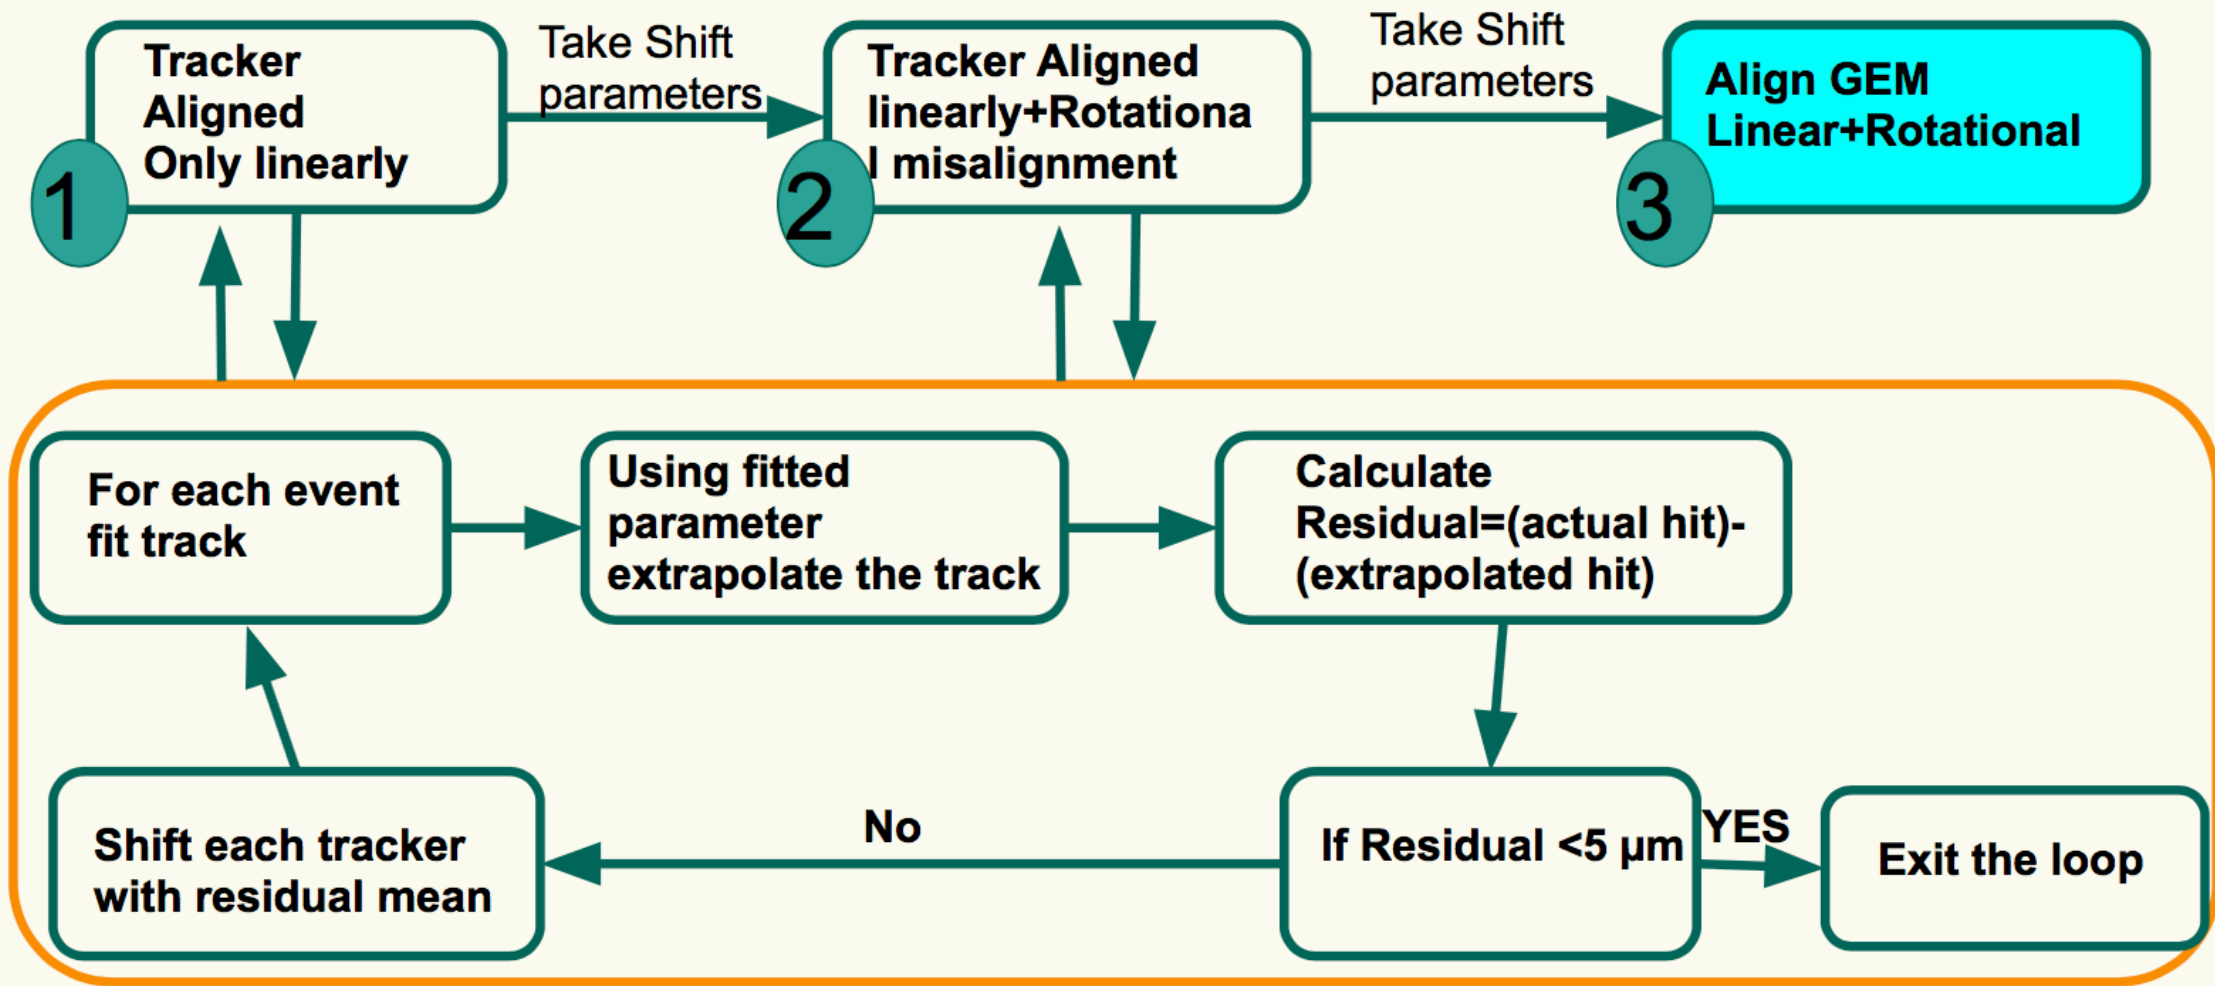 Tracker
Aligned
Only linearly
1
Take Shift
parameters
Tracker Aligned
linearly+Rotationa
l misalignment
2
Take Shift
parameters
Align GEM
Linear+Rotational
3
For each event
fit track
Using fitted
parameter
extrapolate the track
Calculate
Residual=(actual hit)-
(extrapolated hit)
Shift each tracker
with residual mean
No
If Residual <5 µm
YES
Exit the loop